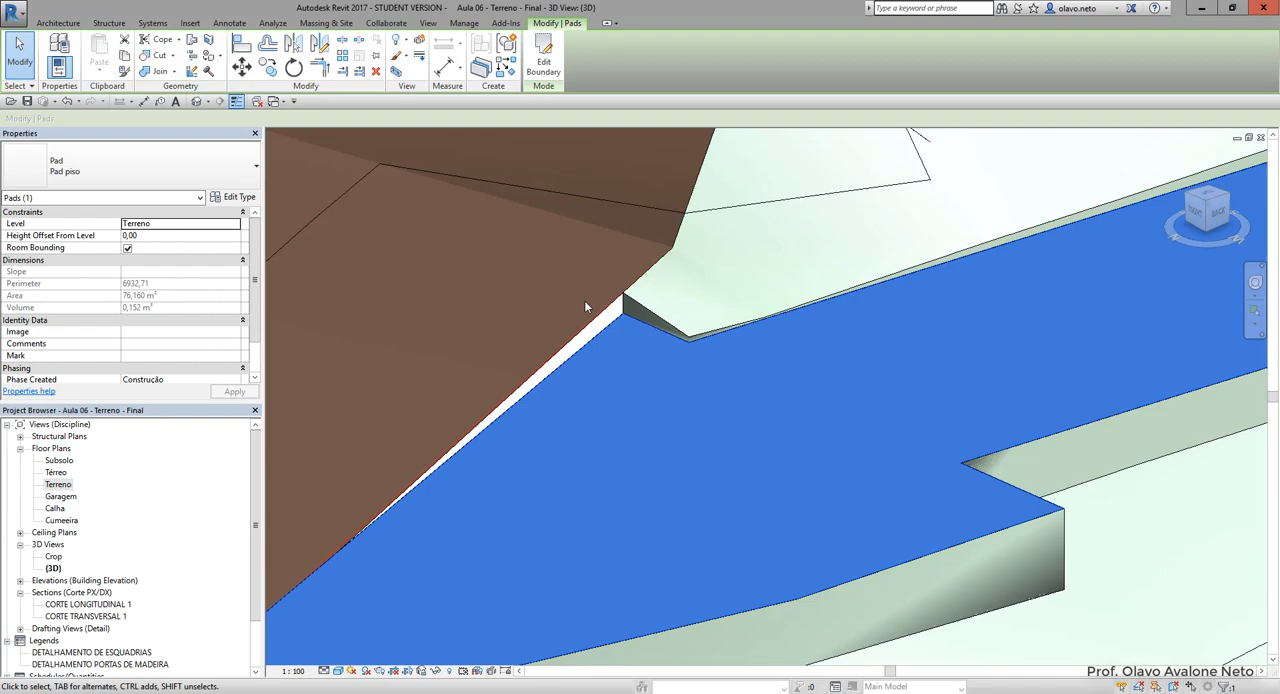 Autodesk Revit 2017 - STUDENT VERSION - Aula 06 - Terreno - Final - 3D View: {3D}
Type a keyword or phrase
olavo.neto
Architecture Structure Systems Insert Annotate Analyze Massing & Site Collaborate View Manage Add-Ins Modify | Pads
Modify
Paste
Cope
Cut
Join
Edit
Boundary
Select Properties Clipboard Geometry Modify View Measure Create Mode
Modify | Pads
Properties
Pad
Pad piso
Pads (1) Edit Type
Constraints
Level Terreno
Height Offset From Level 0,00
Room Bounding
Dimensions
Slope
Perimeter 6932,71
Area 76,160 m²
Volume 0,152 m³
Identity Data
Image
Comments
Mark
Phasing
Phase Created Construção
Properties help Apply
Project Browser - Aula 06 - Terreno - Final
Views (Discipline)
Structural Plans
Floor Plans
Subsolo
Térreo
Terreno
Garagem
Calha
Cumeeira
Ceiling Plans
3D Views
Crop
{3D}
Elevations (Building Elevation)
Sections (Corte PX/DX)
CORTE LONGITUDINAL 1
CORTE TRANSVERSAL 1
Drafting Views (Detail)
Legends
DETALHAMENTO DE ESQUADRIAS
DETALHAMENTO PORTAS DE MADEIRA
Schedules/Quantities
RIGHT BACK
1 : 100
Prof. Olavo Avalone Neto
Click to select, TAB for alternates, CTRL adds, SHIFT unselects.
:0
Main Model
:1